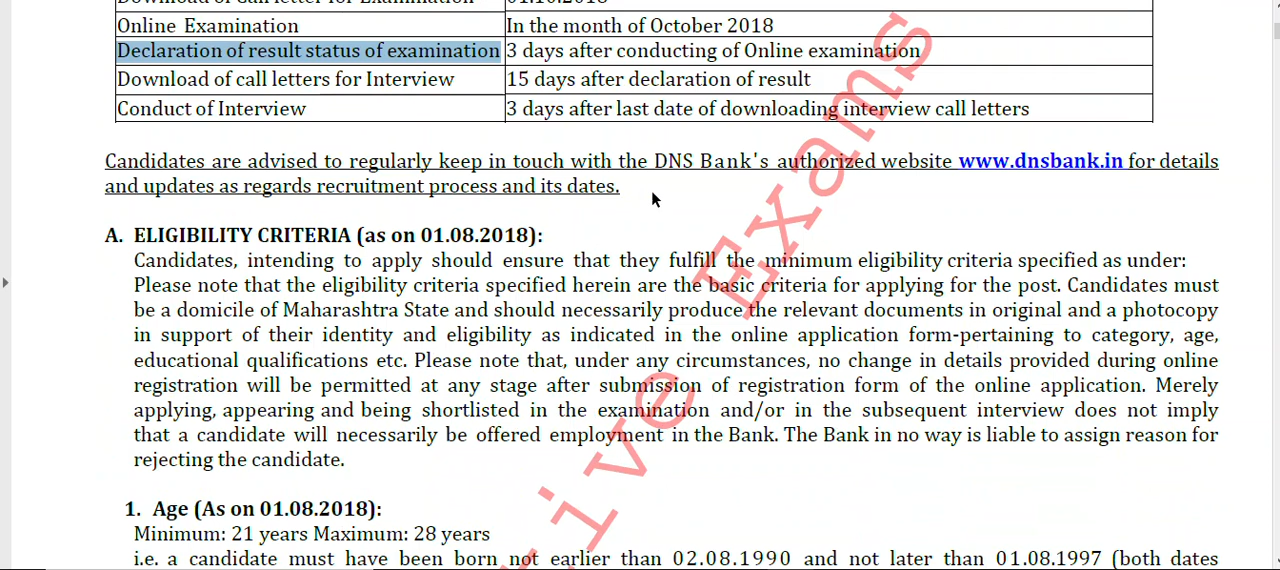 Download of Call letter for Examination 01.10.2018
Online Examination In the month of October 2018
Declaration of result status of examination 3 days after conducting of Online examination
Download of call letters for Interview 15 days after declaration of result
Conduct of Interview 3 days after last date of downloading interview call letters
Candidates are advised to regularly keep in touch with the DNS Bank's authorized website www.dnsbank.in for details
and updates as regards recruitment process and its dates.
A. ELIGIBILITY CRITERIA (as on 01.08.2018):
Candidates, intending to apply should ensure that they fulfill the minimum eligibility criteria specified as under:
Please note that the eligibility criteria specified herein are the basic criteria for applying for the post. Candidates must
be a domicile of Maharashtra State and should necessarily produce the relevant documents in original and a photocopy
in support of their identity and eligibility as indicated in the online application form-pertaining to category, age,
educational qualifications etc. Please note that, under any circumstances, no change in details provided during online
registration will be permitted at any stage after submission of registration form of the online application. Merely
applying, appearing and being shortlisted in the examination and/or in the subsequent interview does not imply
that a candidate will necessarily be offered employment in the Bank. The Bank in no way is liable to assign reason for
rejecting the candidate.
1. Age (As on 01.08.2018):
Minimum: 21 years Maximum: 28 years
i.e. a candidate must have been born not earlier than 02.08.1990 and not later than 01.08.1997 (both dates
tive Exams